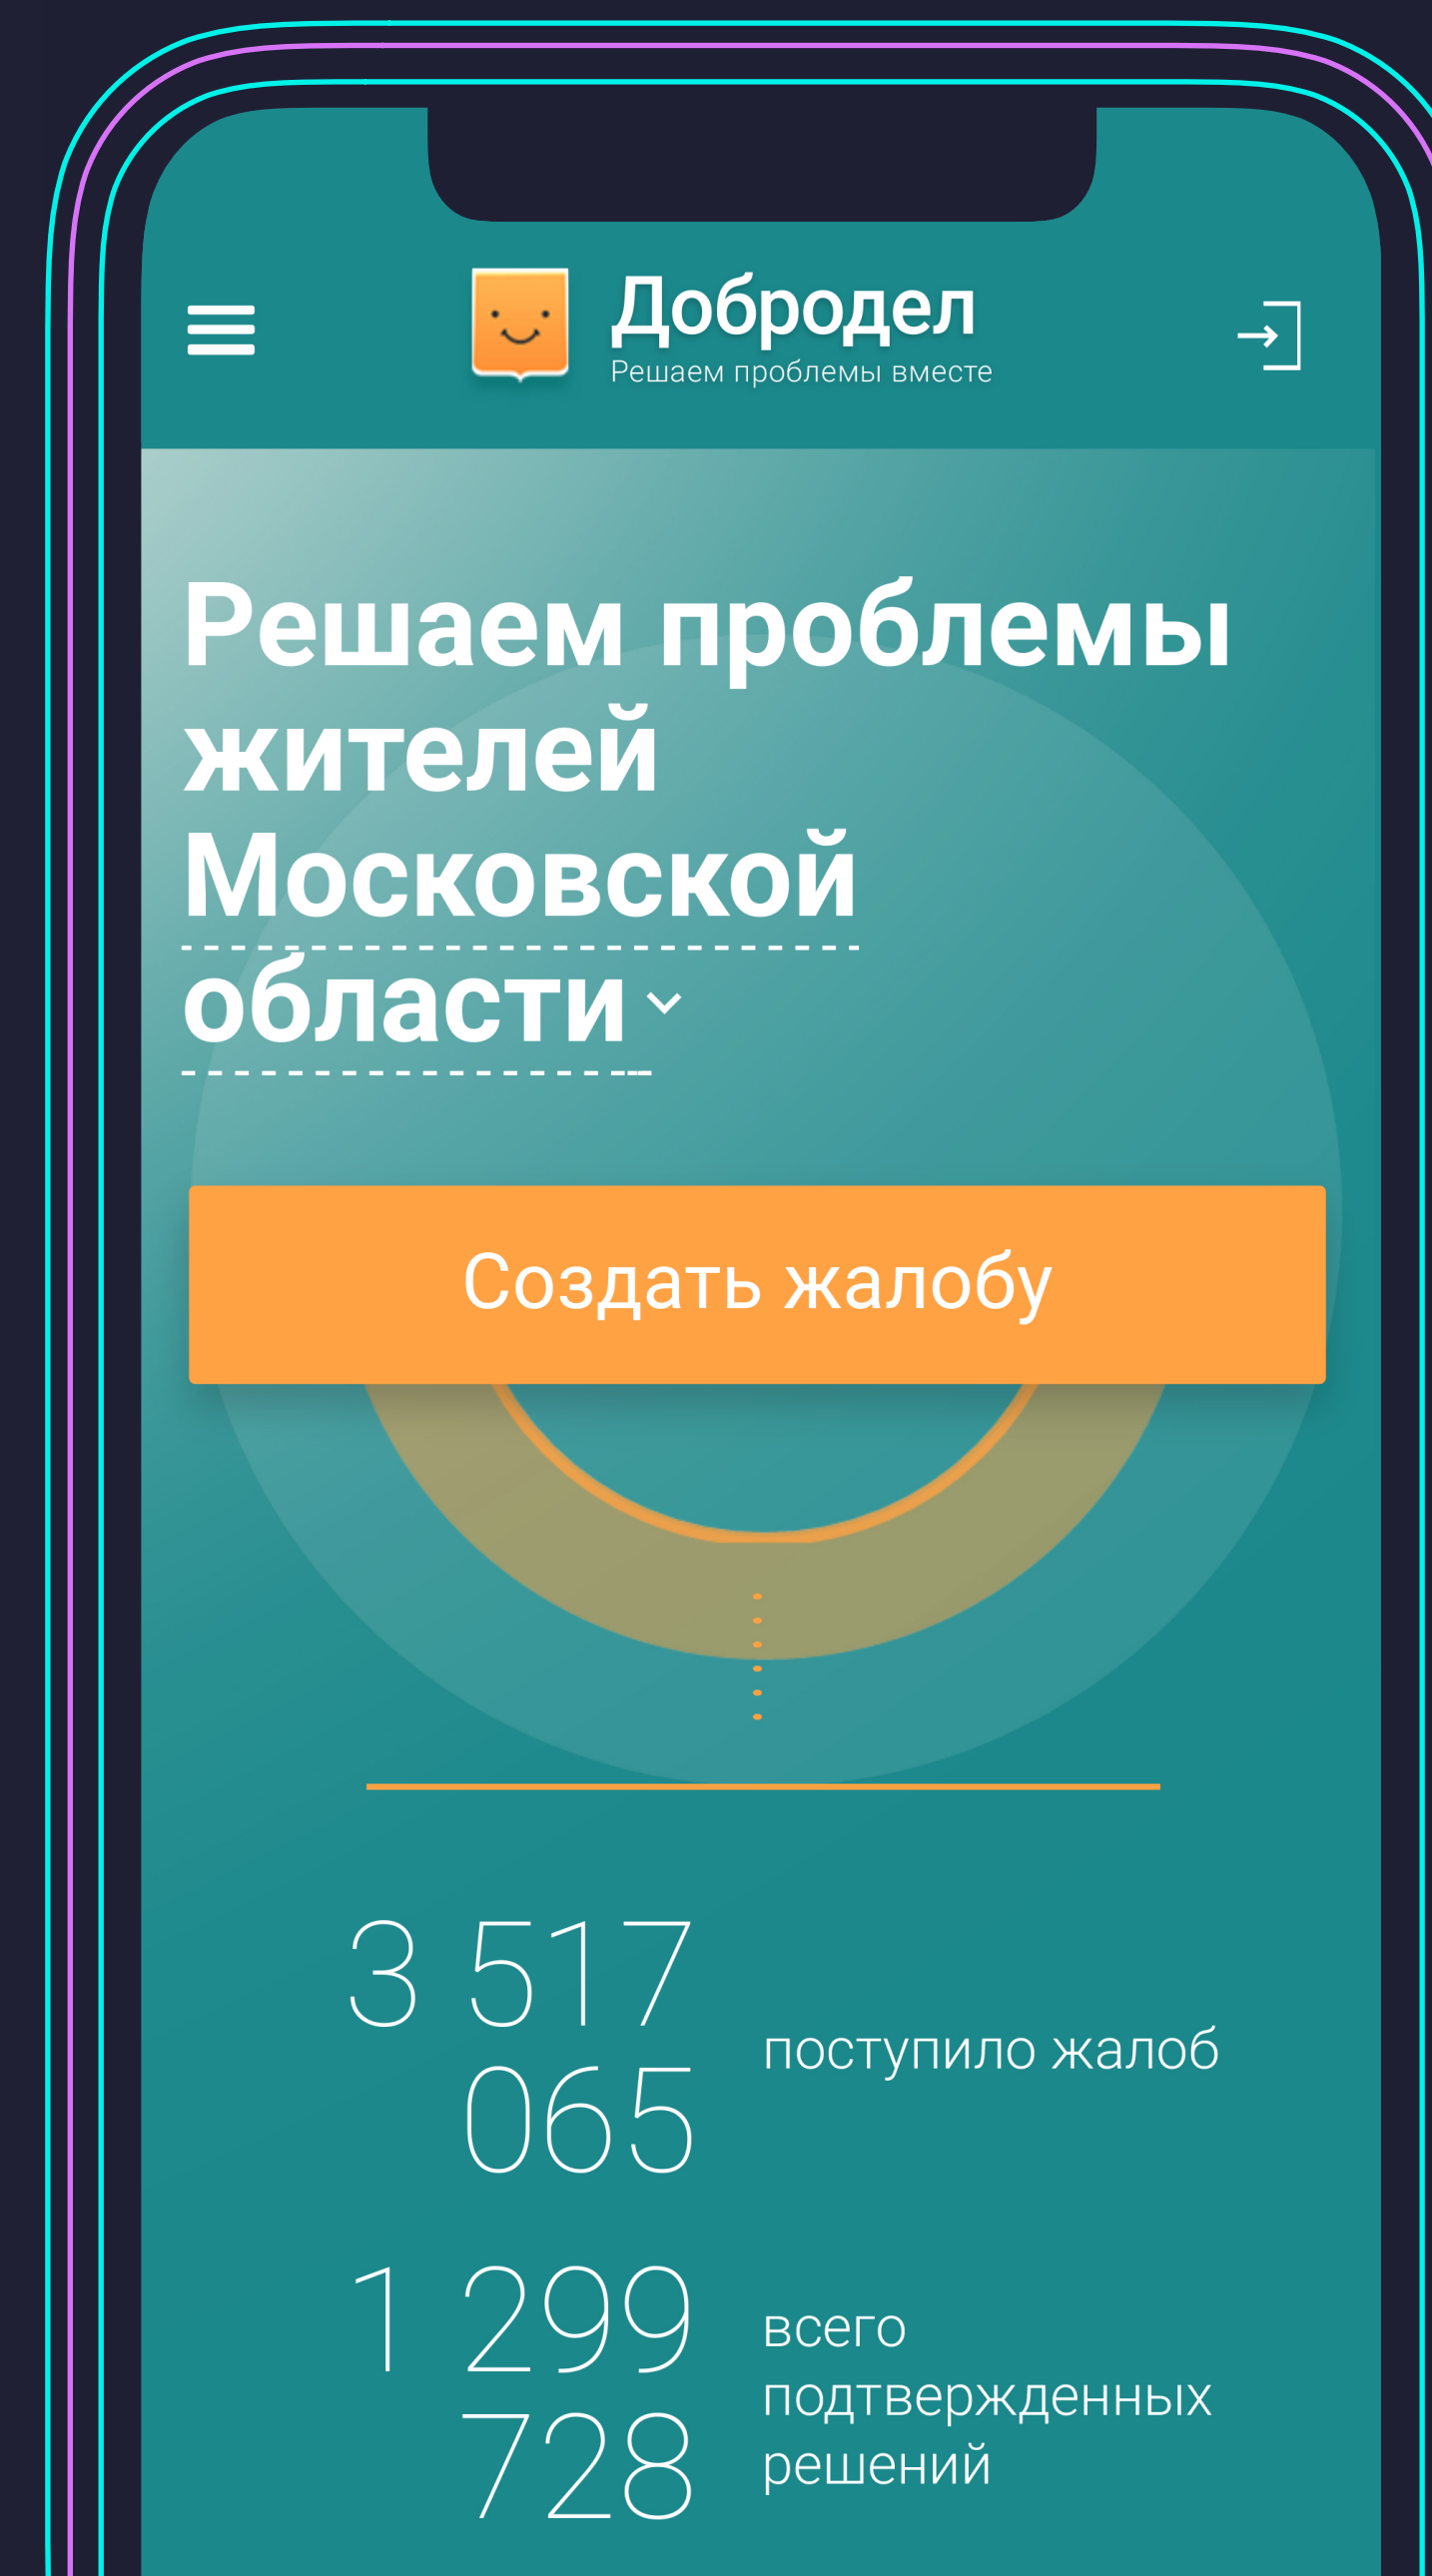 Добродел
Решаем проблемы вместе
Решаем проблемы
жителей
Московской
области
Создать жалобу
3 517
065
поступило жалоб
1 299
728
всего
подтвержденных
решений